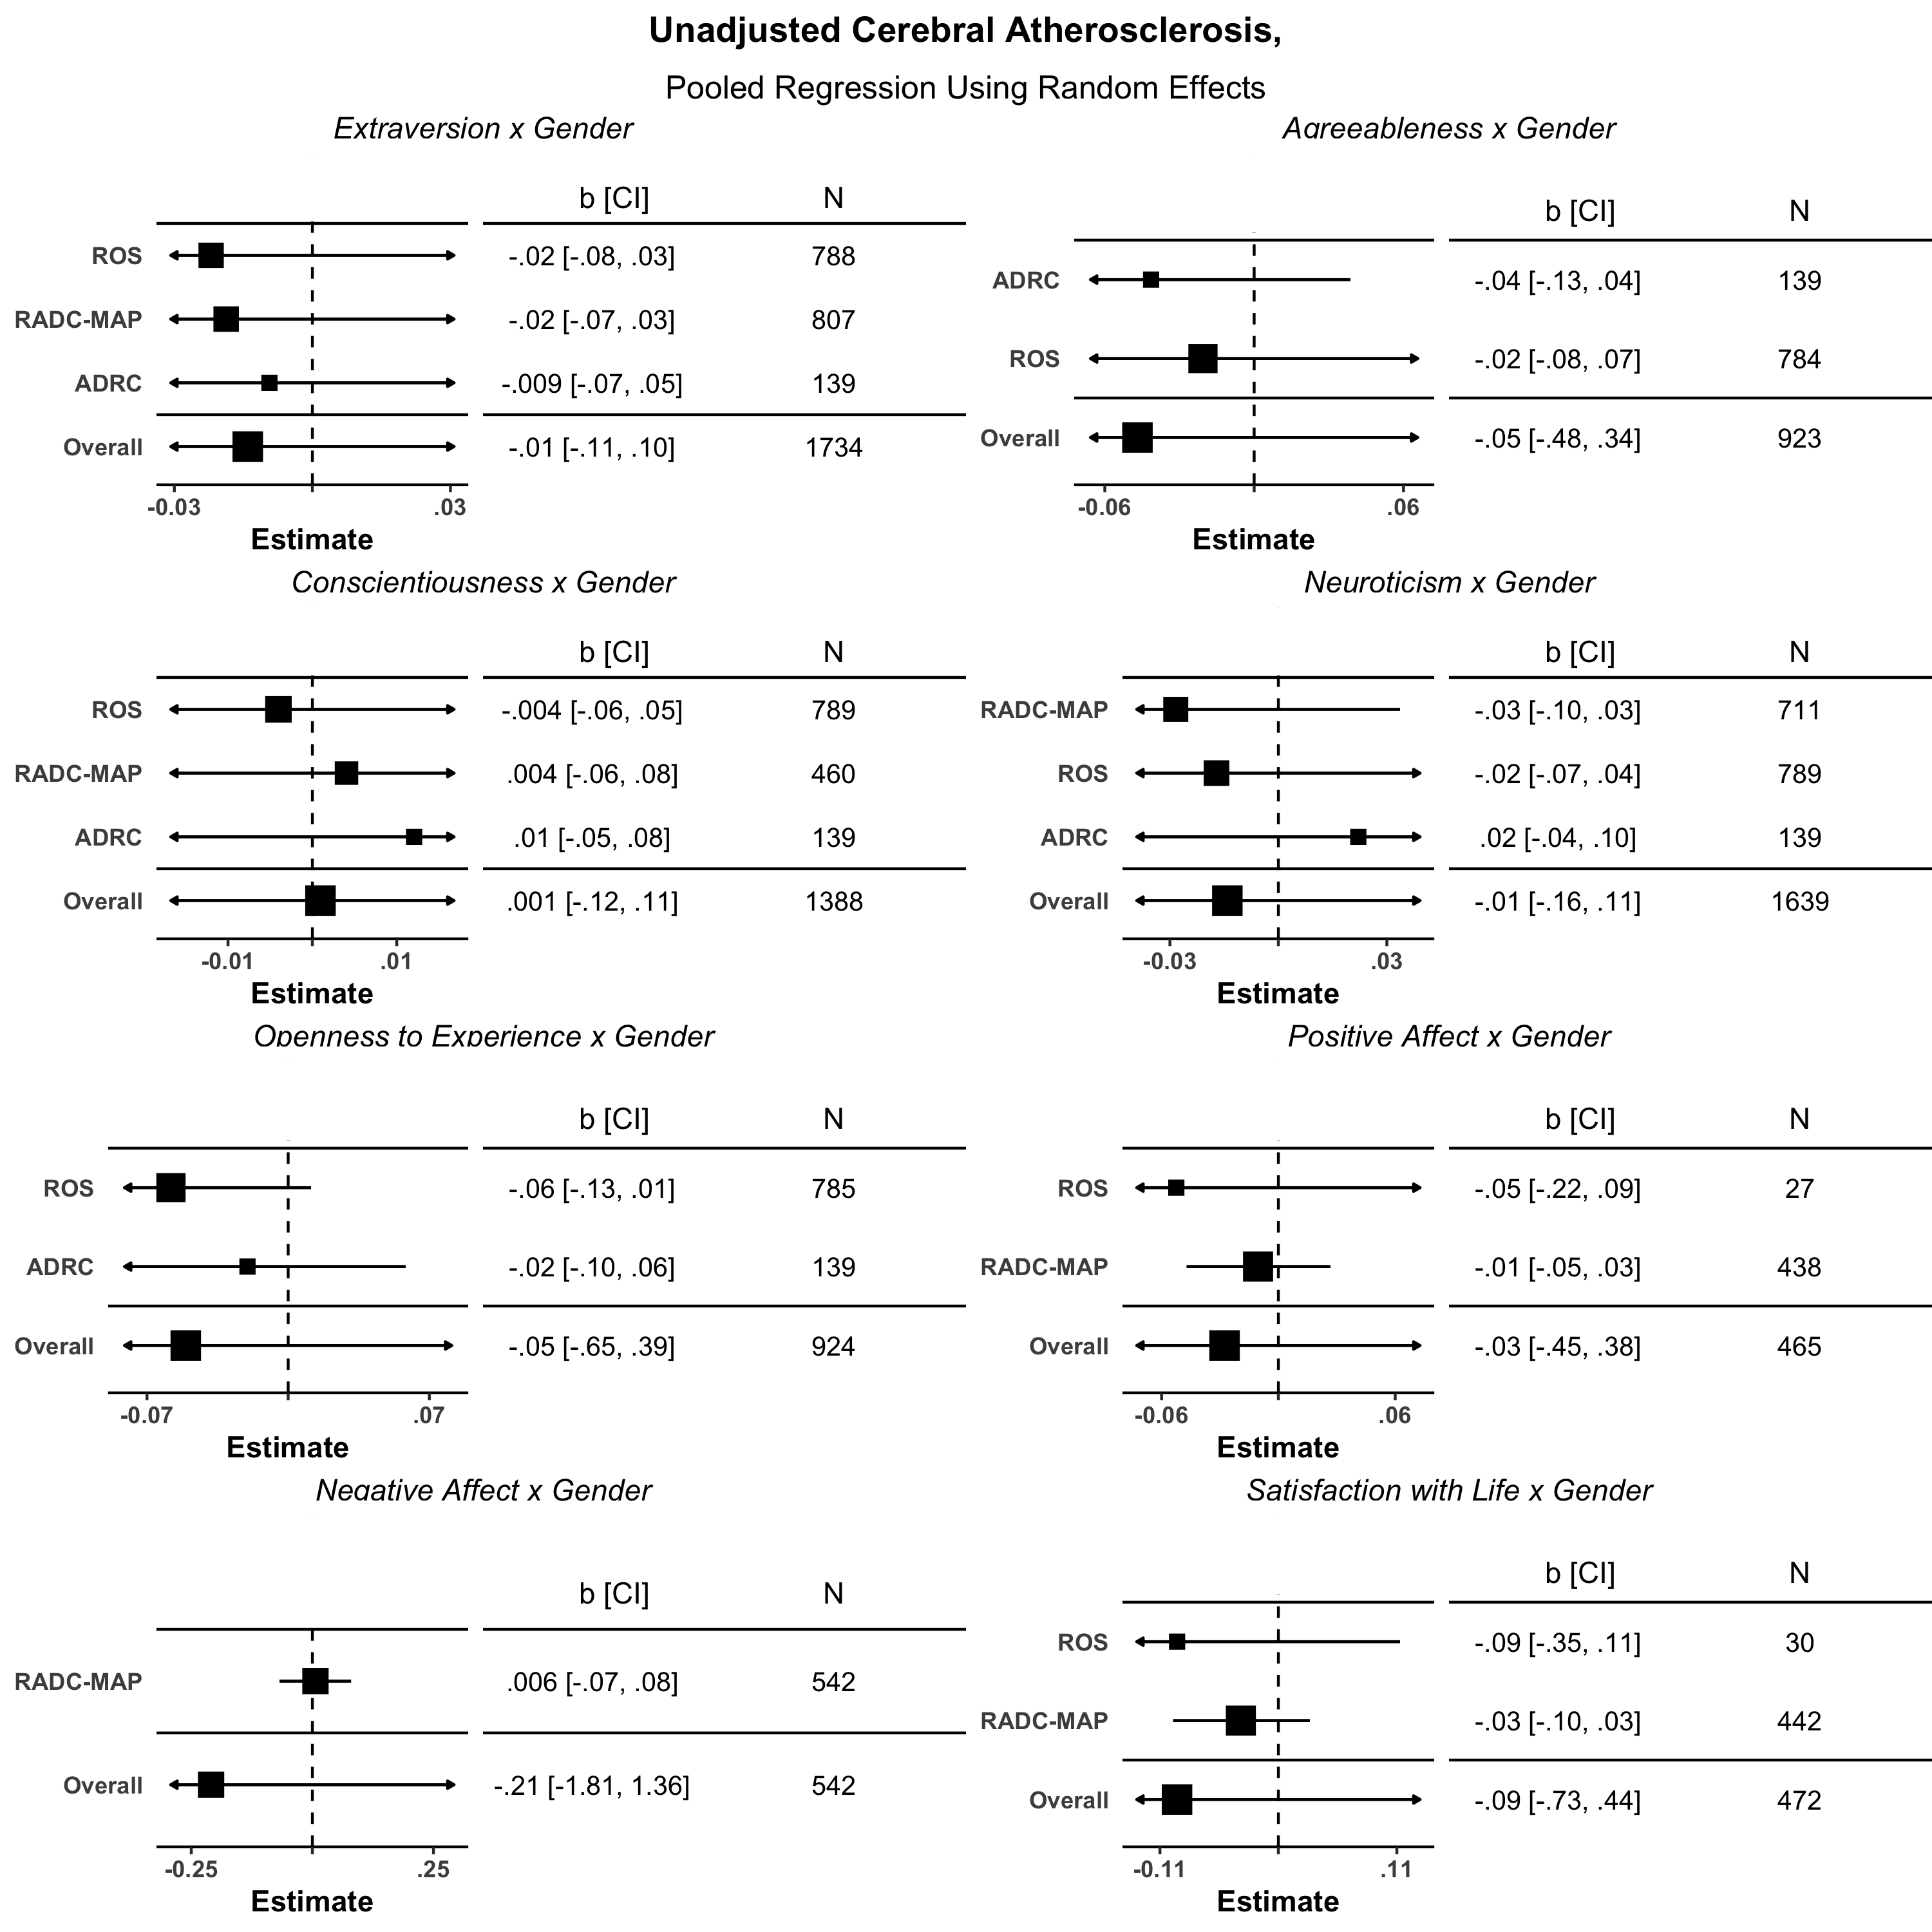 Unadjusted Cerebral Atherosclerosis,
Pooled Regression Using Random Effects
Extraversion x Gender
b [CI] N
ROS -.02 [-.08, .03] 788
RADC-MAP -.02 [-.07, .03] 807
ADRC -.009 [-.07, .05] 139
Overall -.01 [-.11, .10] 1734
-0.03 .03
Estimate
Agreeableness x Gender
b [CI] N
ADRC -.04 [-.13, .04] 139
ROS -.02 [-.08, .07] 784
Overall -.05 [-.48, .34] 923
-0.06 .06
Estimate
Conscientiousness x Gender
b [CI] N
ROS -.004 [-.06, .05] 789
RADC-MAP .004 [-.06, .08] 460
ADRC .01 [-.05, .08] 139
Overall .001 [-.12, .11] 1388
-0.01 .01
Estimate
Neuroticism x Gender
b [CI] N
RADC-MAP -.03 [-.10, .03] 711
ROS -.02 [-.07, .04] 789
ADRC .02 [-.04, .10] 139
Overall -.01 [-.16, .11] 1639
-0.03 .03
Estimate
Openness to Experience x Gender
b [CI] N
ROS -.06 [-.13, .01] 785
ADRC -.02 [-.10, .06] 139
Overall -.05 [-.65, .39] 924
-0.07 .07
Estimate
Positive Affect x Gender
b [CI] N
ROS -.05 [-.22, .09] 27
RADC-MAP -.01 [-.05, .03] 438
Overall -.03 [-.45, .38] 465
-0.06 .06
Estimate
Negative Affect x Gender
b [CI] N
RADC-MAP .006 [-.07, .08] 542
Overall -.21 [-1.81, 1.36] 542
-0.25 .25
Estimate
Satisfaction with Life x Gender
b [CI] N
ROS -.09 [-.35, .11] 30
RADC-MAP -.03 [-.10, .03] 442
Overall -.09 [-.73, .44] 472
-0.11 .11
Estimate